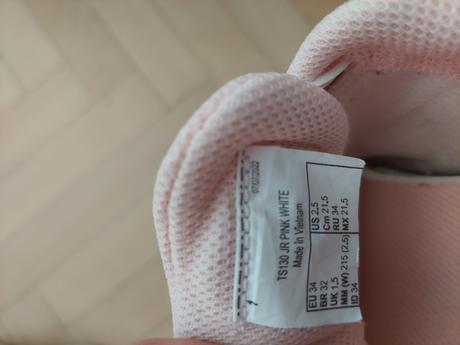 07/07/2022
TS130 JR PINK WHITE
Made In Vietnam
EU 34 US 2,5
BR 32 Cm 21,5
UK 1,5 RU 34
MM (W) 215 (2.5) MX 21,5
ID 34